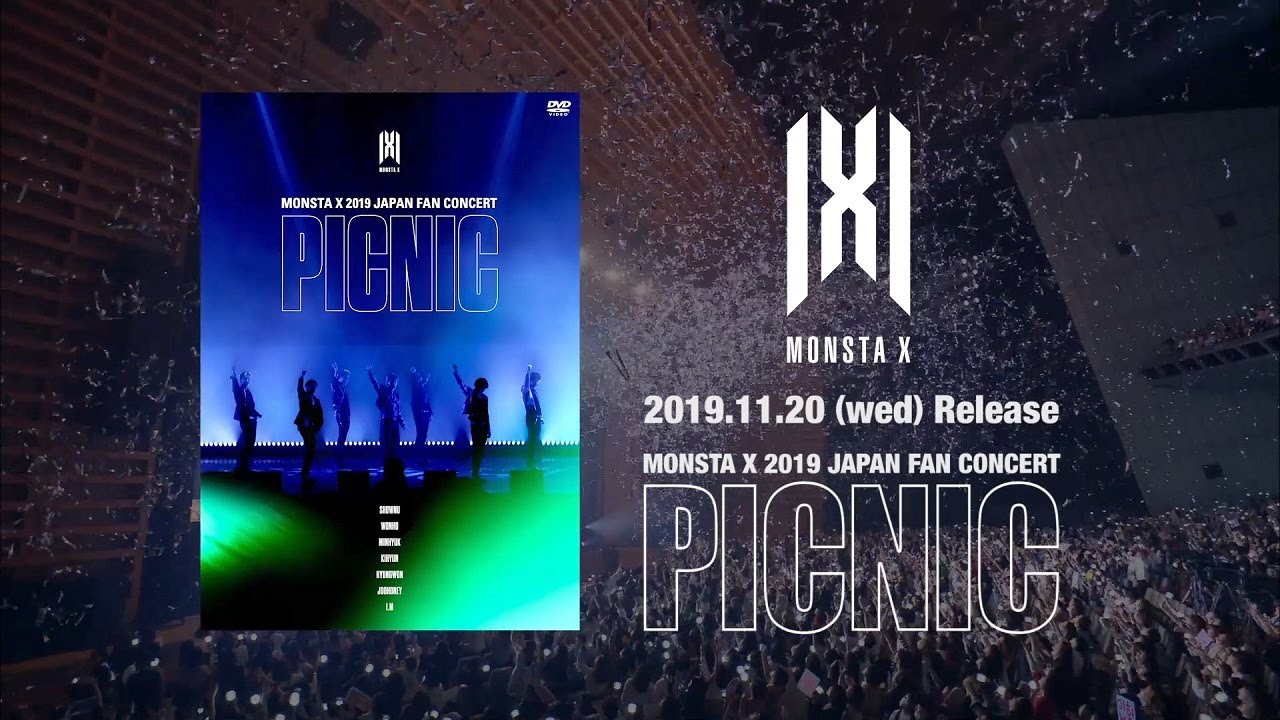 DVD
VIDEO
MONSTA X
MONSTA X 2019 JAPAN FAN CONCERT
PICNIC
SHOWNU
WONHO
MINHYUK
KIHYUN
HYUNGWON
JOOHONEY
I.M
MONSTA X
2019.11.20 (wed) Release
MONSTA X 2019 JAPAN FAN CONCERT
PICNIC